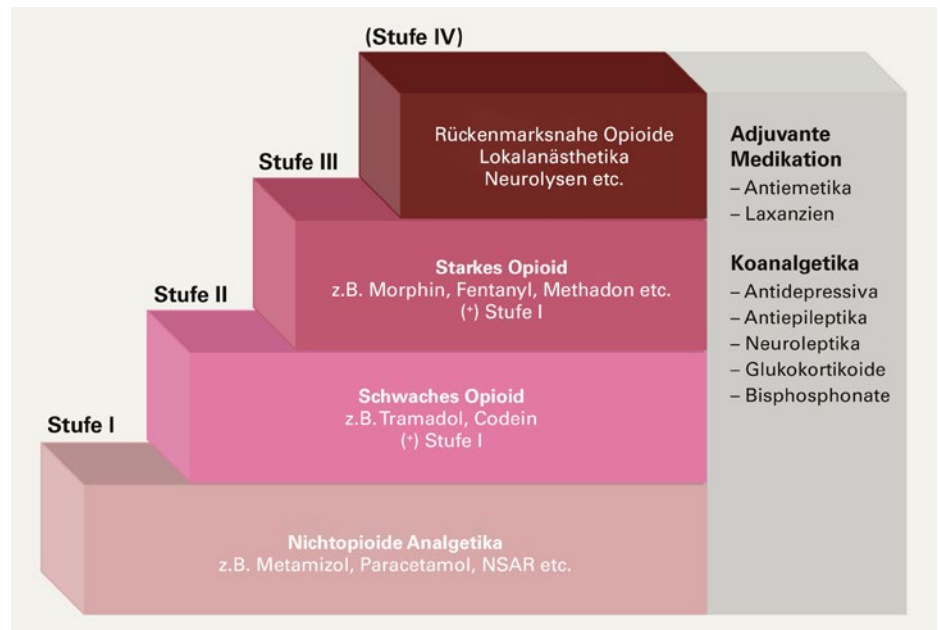 (Stufe IV)
Rückenmarksnahe Opioide
Lokalanästhetika
Neurolysen etc.
Stufe III
Starkes Opioid
z.B. Morphin, Fentanyl, Methadon etc.
(+) Stufe I
Stufe II
Schwaches Opioid
z.B. Tramadol, Codein
(+) Stufe I
Stufe I
Nichtopioide Analgetika
z.B. Metamizol, Paracetamol, NSAR etc.
Adjuvante
Medikation
– Antiemetika
– Laxanzien
Koanalgetika
– Antidepressiva
– Antiepileptika
– Neuroleptika
– Glukokortikoide
– Bisphosphonate